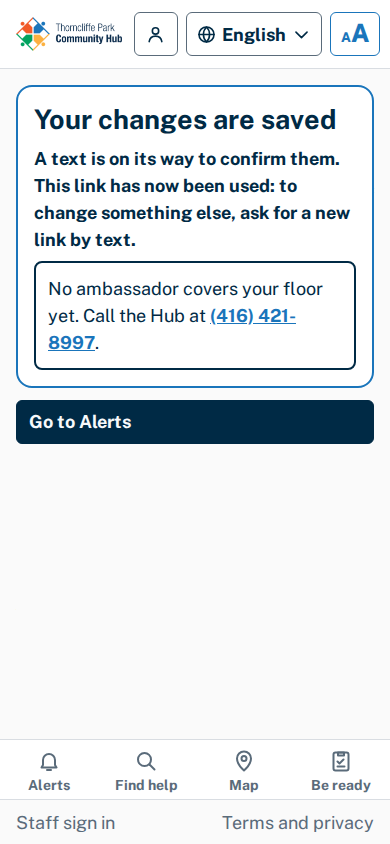 Thorncliffe Park
Community Hub
English
AA
Your changes are saved
A text is on its way to confirm them.
This link has now been used: to
change something else, ask for a new
link by text.
No ambassador covers your floor
yet. Call the Hub at (416) 421-
8997.
Go to Alerts
Alerts
Find help
Map
Be ready
Staff sign in
Terms and privacy